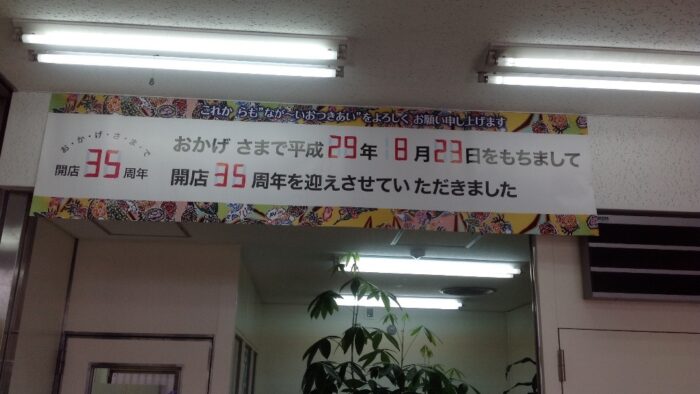 これからも“なが～いおつきあい”をよろしくお願い申し上げます
お・か・げ・さ・ま・で
開店35周年
おかげさまで平成29年8月23日をもちまして
開店35周年を迎えさせていただきました